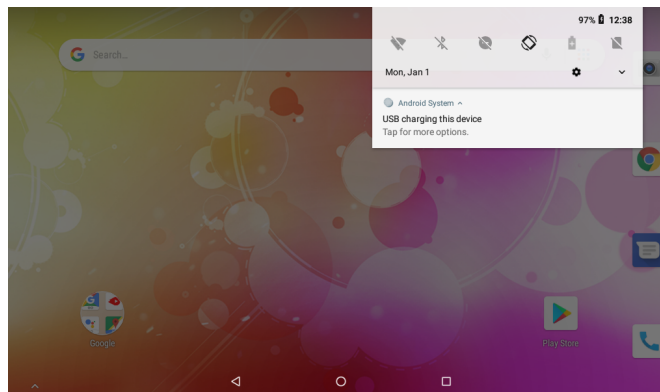 97% 12:38
Search...
Mon, Jan 1
Android System
USB charging this device
Tap for more options.
Google
Play Store